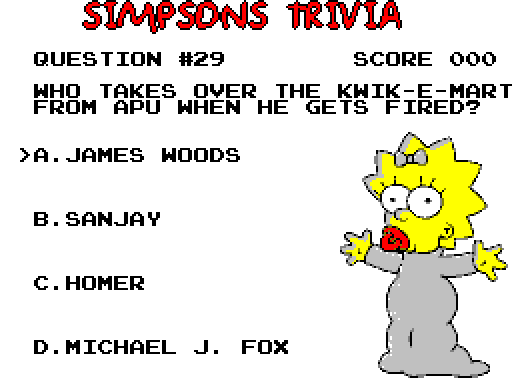 SIMPSONS TRIVIA
QUESTION #29 SCORE 000
WHO TAKES OVER THE KWIK-E-MART
FROM APU WHEN HE GETS FIRED?
>A.JAMES WOODS
B.SANJAY
C.HOMER
D.MICHAEL J. FOX